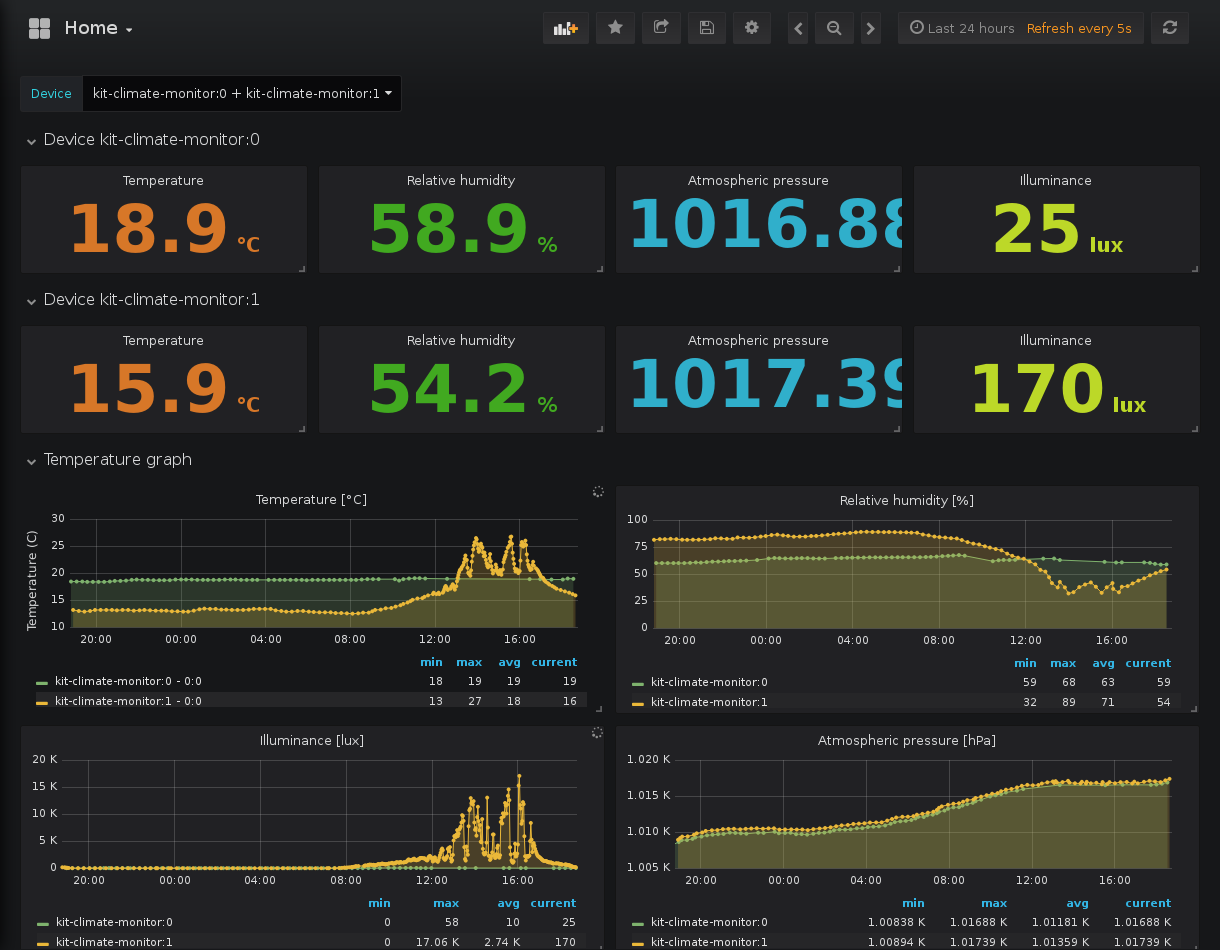 Home
Last 24 hours Refresh every 5s
Device kit-climate-monitor:0 + kit-climate-monitor:1
Device kit-climate-monitor:0
Temperature Relative humidity Atmospheric pressure Illuminance
18.9 °C 58.9 % 1016.88 25 lux
Device kit-climate-monitor:1
Temperature Relative humidity Atmospheric pressure Illuminance
15.9 °C 54.2 % 1017.39 170 lux
Temperature graph
Temperature [°C]
Temperature (C)
30
25
20
15
10
20:00 00:00 04:00 08:00 12:00 16:00
min max avg current
kit-climate-monitor:0 - 0:0 18 19 19 19
kit-climate-monitor:1 - 0:0 13 27 18 16
Relative humidity [%]
100
75
50
25
0
20:00 00:00 04:00 08:00 12:00 16:00
min max avg current
kit-climate-monitor:0 59 68 63 59
kit-climate-monitor:1 32 89 71 54
Illuminance [lux]
20 K
15 K
10 K
5 K
0
20:00 00:00 04:00 08:00 12:00 16:00
min max avg current
kit-climate-monitor:0 0 58 10 25
kit-climate-monitor:1 0 17.06 K 2.74 K 170
Atmospheric pressure [hPa]
1.020 K
1.015 K
1.010 K
1.005 K
20:00 00:00 04:00 08:00 12:00 16:00
min max avg current
kit-climate-monitor:0 1.00838 K 1.01688 K 1.01181 K 1.01688 K
kit-climate-monitor:1 1.00894 K 1.01739 K 1.01359 K 1.01739 K